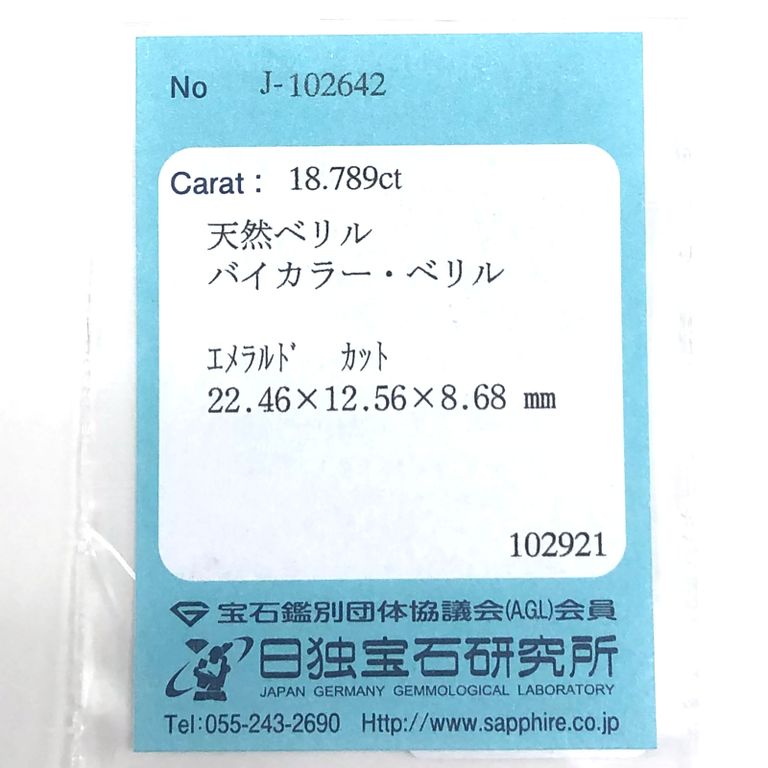 No J-102642
Carat : 18.789ct
天然ベリル
バイカラー・ベリル
ｴﾒﾗﾙﾄﾞ ｶｯﾄ
22.46×12.56×8.68 mm
102921
宝石鑑別団体協議会(AGL)会員
日独宝石研究所
JAPAN GERMANY GEMMOLOGICAL LABORATORY
Tel:055-243-2690 Http://www.sapphire.co.jp